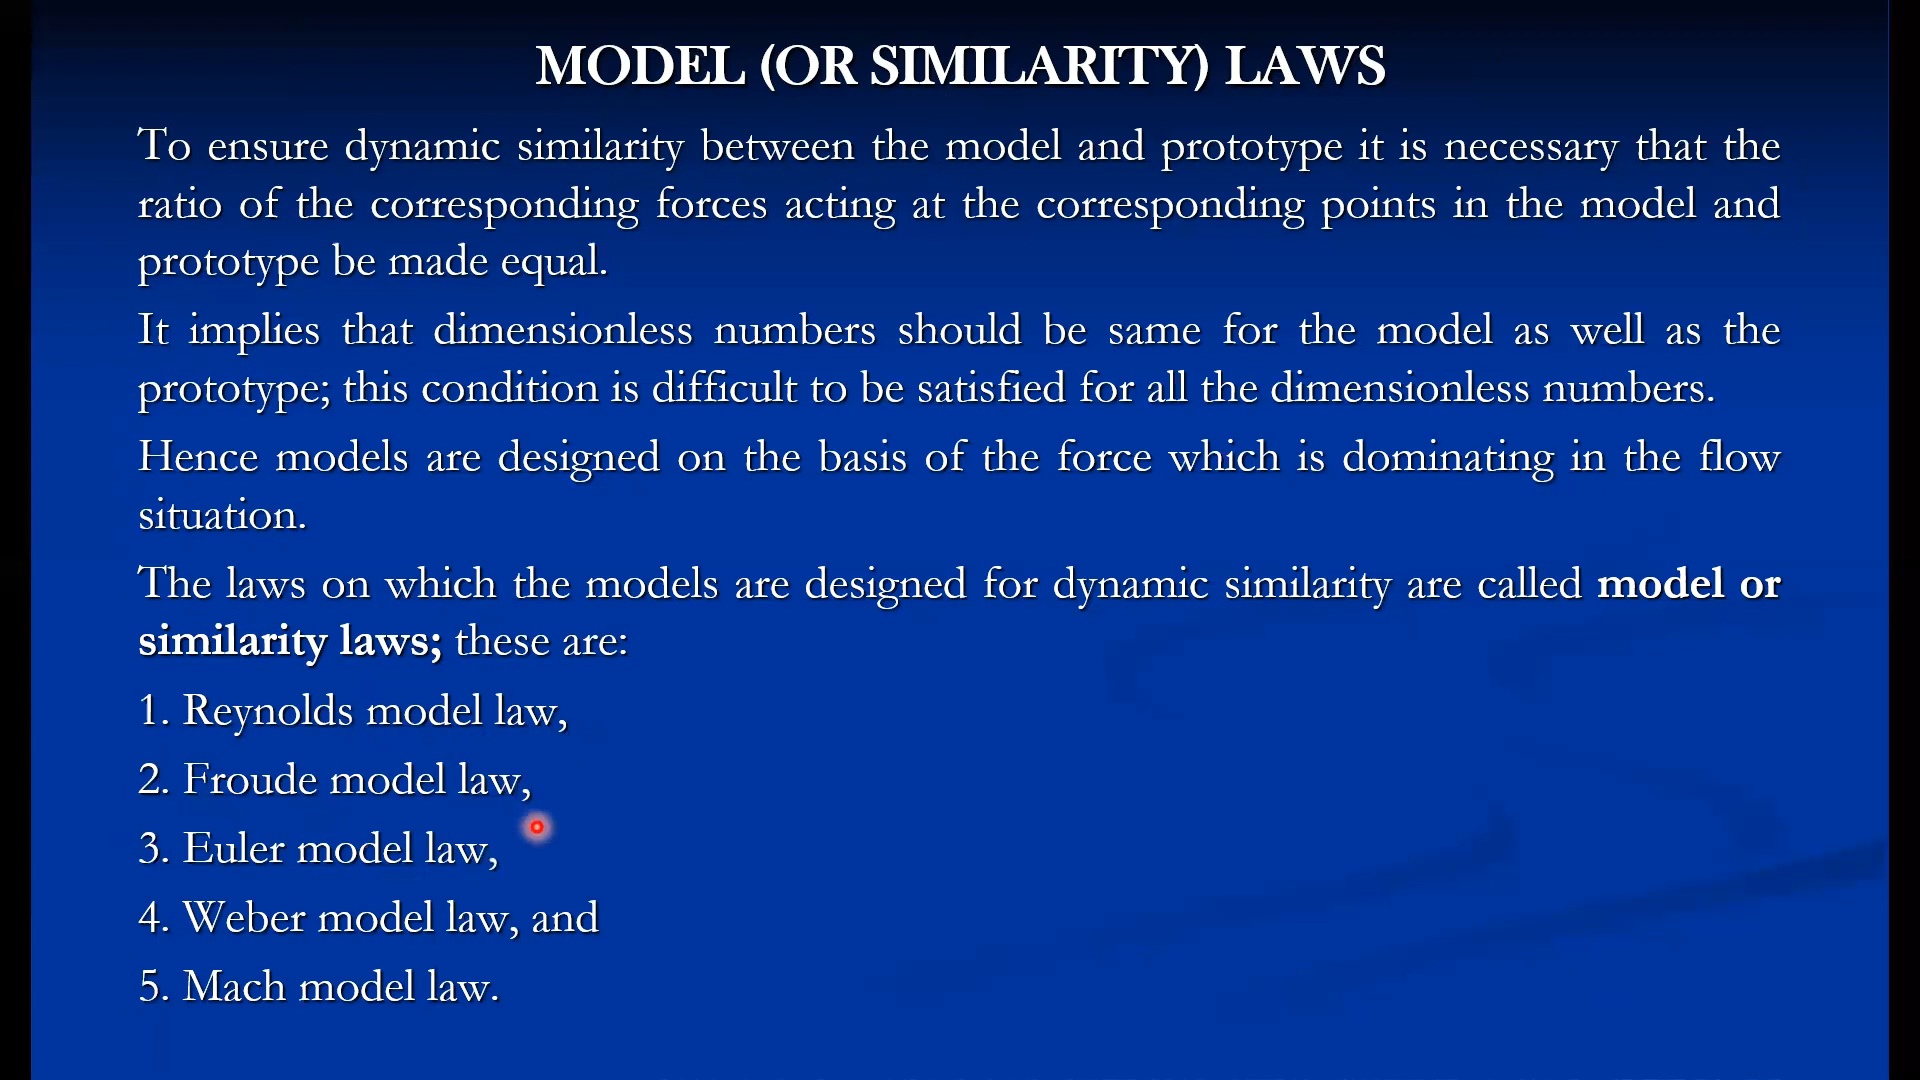 MODEL (OR SIMILARITY) LAWS
To ensure dynamic similarity between the model and prototype it is necessary that the
ratio of the corresponding forces acting at the corresponding points in the model and
prototype be made equal.
It implies that dimensionless numbers should be same for the model as well as the
prototype; this condition is difficult to be satisfied for all the dimensionless numbers.
Hence models are designed on the basis of the force which is dominating in the flow
situation.
The laws on which the models are designed for dynamic similarity are called model or
similarity laws; these are:
1. Reynolds model law,
2. Froude model law,
3. Euler model law,
4. Weber model law, and
5. Mach model law.